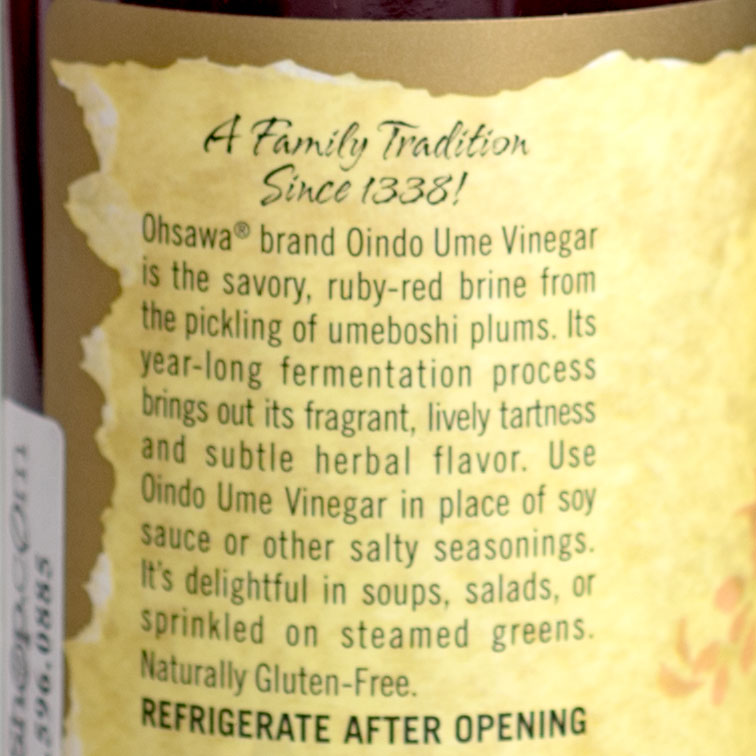 A Family Tradition
Since 1338!
Ohsawa® brand Oindo Ume Vinegar
is the savory, ruby-red brine from
the pickling of umeboshi plums. Its
year-long fermentation process
brings out its fragrant, lively tartness
and subtle herbal flavor. Use
Oindo Ume Vinegar in place of soy
sauce or other salty seasonings.
It's delightful in soups, salads, or
sprinkled on steamed greens.
Naturally Gluten-Free.
REFRIGERATE AFTER OPENING
.596.0885